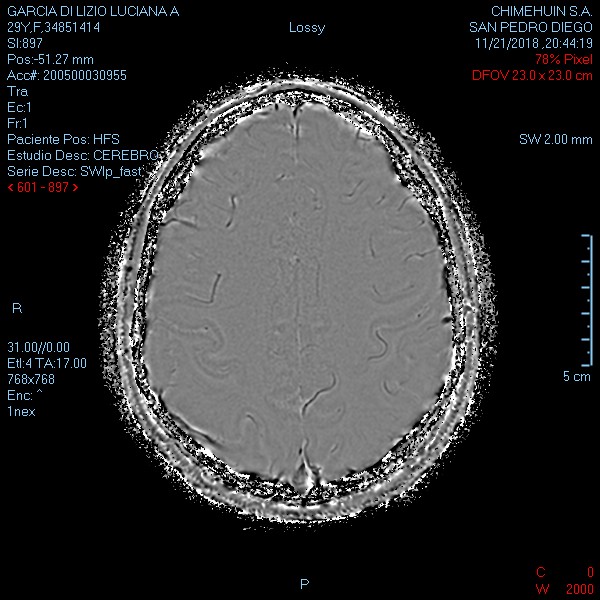 GARCIA DI LIZIO LUCIANA A
29Y,F,34851414
SI:897
Pos:-51.27 mm
Acc#: 200500030955
Tra
Ec:1
Fr:1
Paciente Pos: HFS
Estudio Desc: CEREBRO
Serie Desc: SWIp_fast
< 601 - 897 >
Lossy
CHIMEHUIN S.A.
SAN PEDRO DIEGO
11/21/2018 ,20:44:19
78% Pixel
DFOV 23.0 x 23.0 cm
SW 2.00 mm
R
31.00//0.00
Etl:4 TA:17.00
768x768
Enc: ^
1nex
5 cm
P
C 0
W 2000